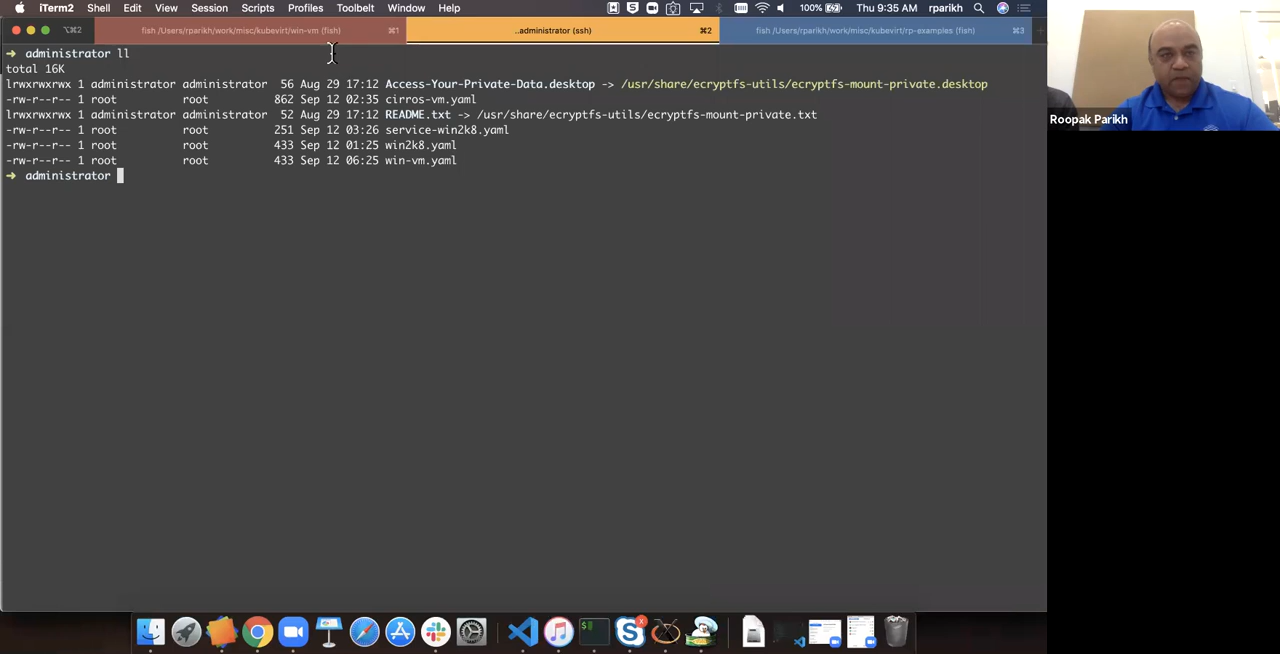 iTerm2 Shell Edit View Session Scripts Profiles Toolbelt Window Help 100% Thu 9:35 AM rparikh
⌥⌘2 fish /Users/rparikh/work/misc/kubevirt/win-vm (fish) ⌘1 ..administrator (ssh) ⌘2 fish /Users/rparikh/work/misc/kubevirt/rp-examples (fish) ⌘3
➜ administrator ll
total 16K
lrwxrwxrwx 1 administrator administrator 56 Aug 29 17:12 Access-Your-Private-Data.desktop -> /usr/share/ecryptfs-utils/ecryptfs-mount-private.desktop
-rw-r--r-- 1 root root 862 Sep 12 02:35 cirros-vm.yaml
lrwxrwxrwx 1 administrator administrator 52 Aug 29 17:12 README.txt -> /usr/share/ecryptfs-utils/ecryptfs-mount-private.txt
-rw-r--r-- 1 root root 251 Sep 12 03:26 service-win2k8.yaml
-rw-r--r-- 1 root root 433 Sep 12 01:25 win2k8.yaml
-rw-r--r-- 1 root root 433 Sep 12 06:25 win-vm.yaml
➜ administrator
Roopak Parikh